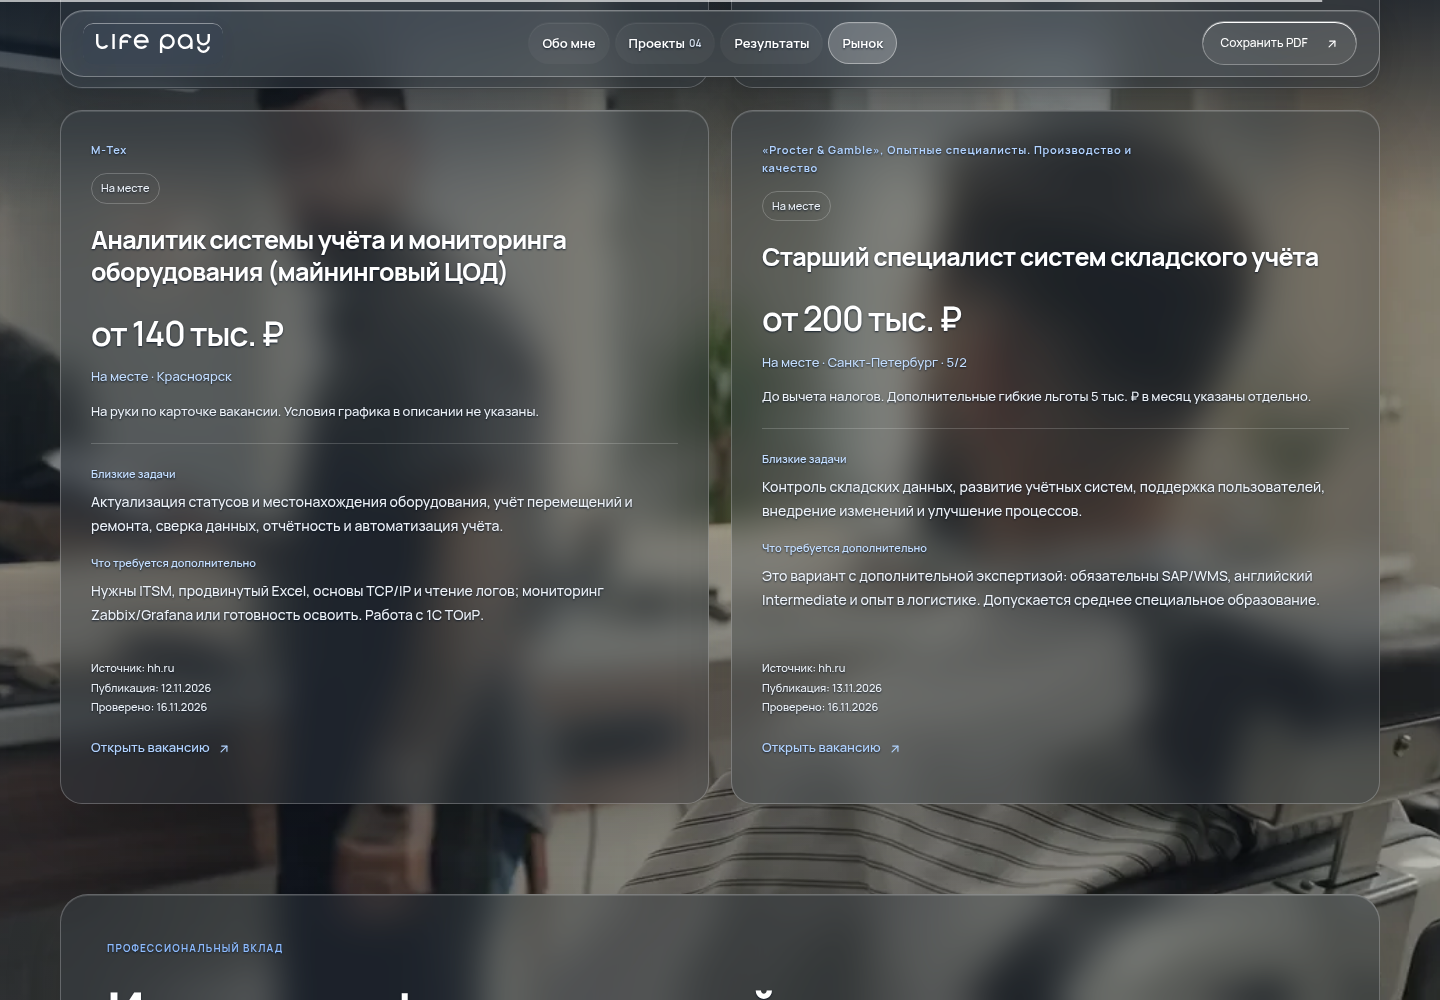 LIFE pay
Обо мне
Проекты 04
Результаты
Рынок
Сохранить PDF
М-Тех
На месте
Аналитик системы учёта и мониторинга
оборудования (майнинговый ЦОД)
от 140 тыс. ₽
На месте · Красноярск
На руки по карточке вакансии. Условия графика в описании не указаны.
Близкие задачи
Актуализация статусов и местонахождения оборудования, учёт перемещений и
ремонта, сверка данных, отчётность и автоматизация учёта.
Что требуется дополнительно
Нужны ITSM, продвинутый Excel, основы TCP/IP и чтение логов; мониторинг
Zabbix/Grafana или готовность освоить. Работа с 1С ТОиР.
Источник: hh.ru
Публикация: 12.11.2026
Проверено: 16.11.2026
Открыть вакансию
«Procter & Gamble», Опытные специалисты. Производство и
качество
На месте
Старший специалист систем складского учёта
от 200 тыс. ₽
На месте · Санкт-Петербург · 5/2
До вычета налогов. Дополнительные гибкие льготы 5 тыс. ₽ в месяц указаны отдельно.
Близкие задачи
Контроль складских данных, развитие учётных систем, поддержка пользователей,
внедрение изменений и улучшение процессов.
Что требуется дополнительно
Это вариант с дополнительной экспертизой: обязательны SAP/WMS, английский
Intermediate и опыт в логистике. Допускается среднее специальное образование.
Источник: hh.ru
Публикация: 13.11.2026
Проверено: 16.11.2026
Открыть вакансию
ПРОФЕССИОНАЛЬНЫЙ ВКЛАД